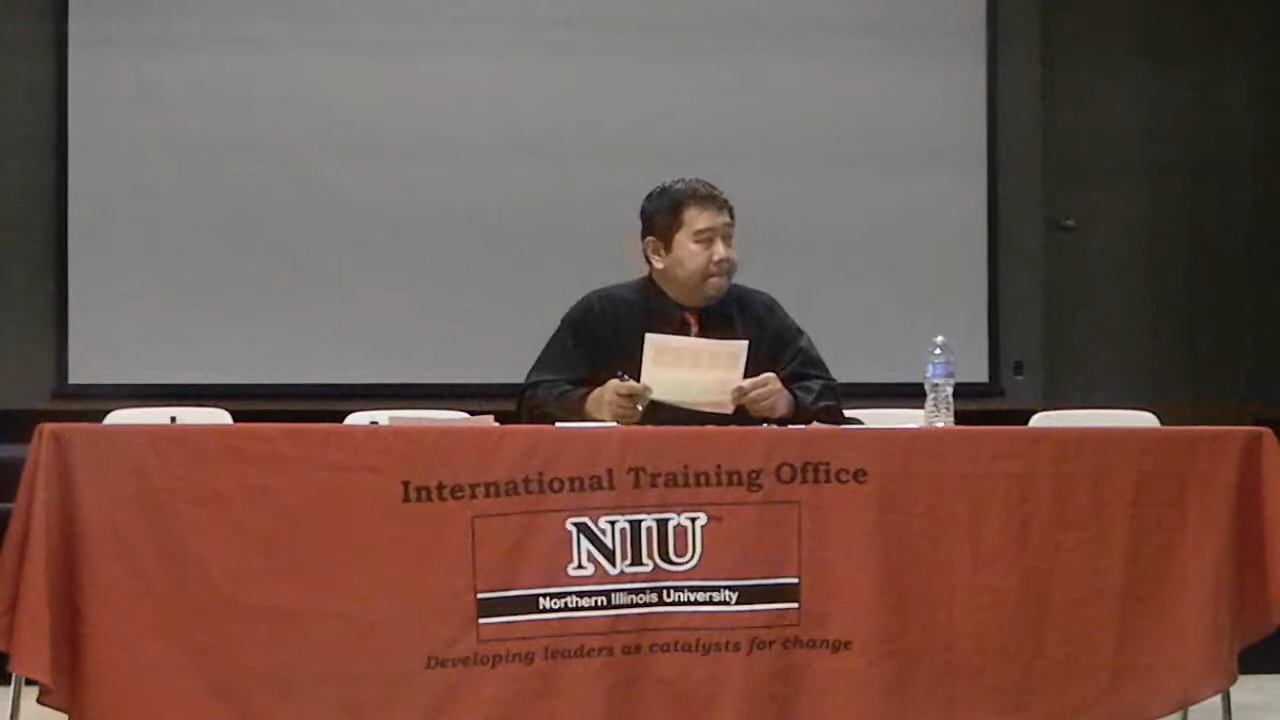 International Training Office
NIU
Northern Illinois University
Developing leaders as catalysts for change